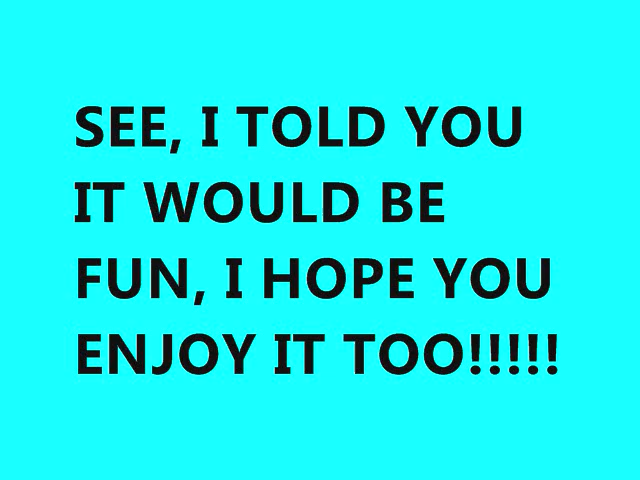 SEE, I TOLD YOU
IT WOULD BE
FUN, I HOPE YOU
ENJOY IT TOO!!!!!